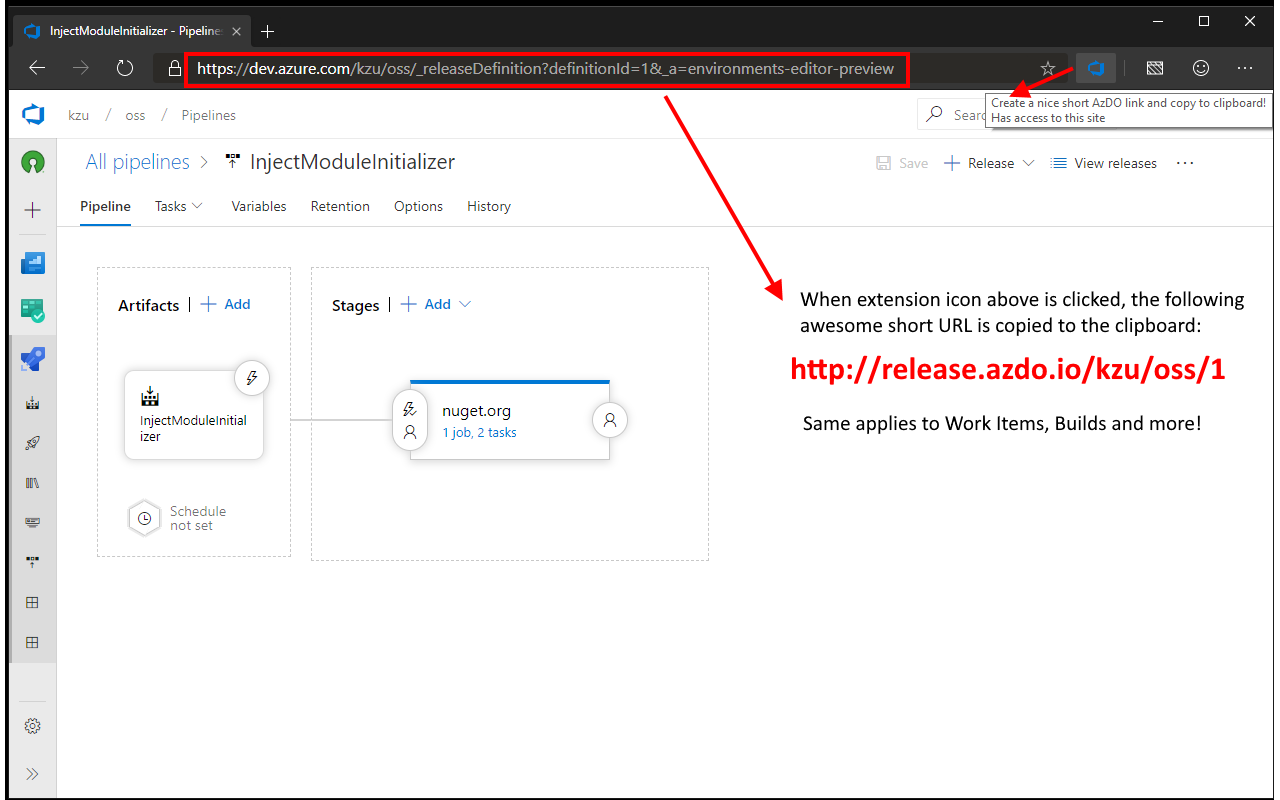 InjectModuleInitializer - Pipeline
https://dev.azure.com/kzu/oss/_releaseDefinition?definitionId=1&_a=environments-editor-preview
Create a nice short AzDO link and copy to clipboard!
Has access to this site
kzu / oss / Pipelines
All pipelines > InjectModuleInitializer
Save
Release
View releases
Pipeline
Tasks
Variables
Retention
Options
History
Artifacts | + Add
Stages | + Add
InjectModuleInitial
izer
nuget.org
1 job, 2 tasks
Schedule
not set
When extension icon above is clicked, the following
awesome short URL is copied to the clipboard:
http://release.azdo.io/kzu/oss/1
Same applies to Work Items, Builds and more!